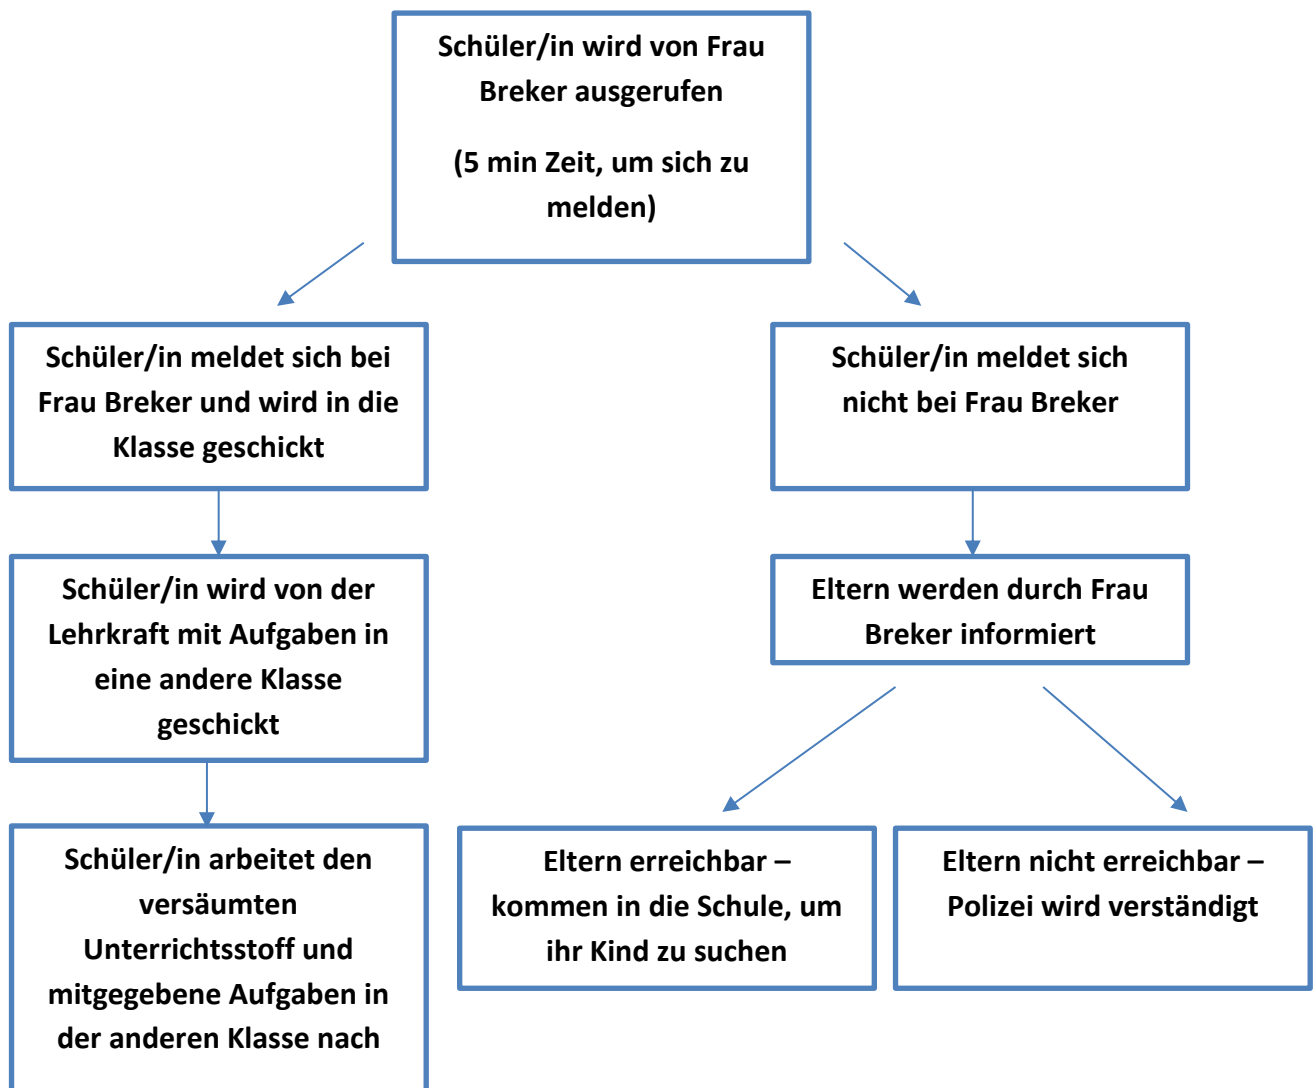 Schüler/in wird von Frau
Breker ausgerufen
(5 min Zeit, um sich zu
melden)
Schüler/in meldet sich bei
Frau Breker und wird in die
Klasse geschickt
Schüler/in meldet sich
nicht bei Frau Breker
Schüler/in wird von der
Lehrkraft mit Aufgaben in
eine andere Klasse
geschickt
Eltern werden durch Frau
Breker informiert
Schüler/in arbeitet den
versäumten
Unterrichtsstoff und
mitgegebene Aufgaben in
der anderen Klasse nach
Eltern erreichbar –
kommen in die Schule, um
ihr Kind zu suchen
Eltern nicht erreichbar –
Polizei wird verständigt